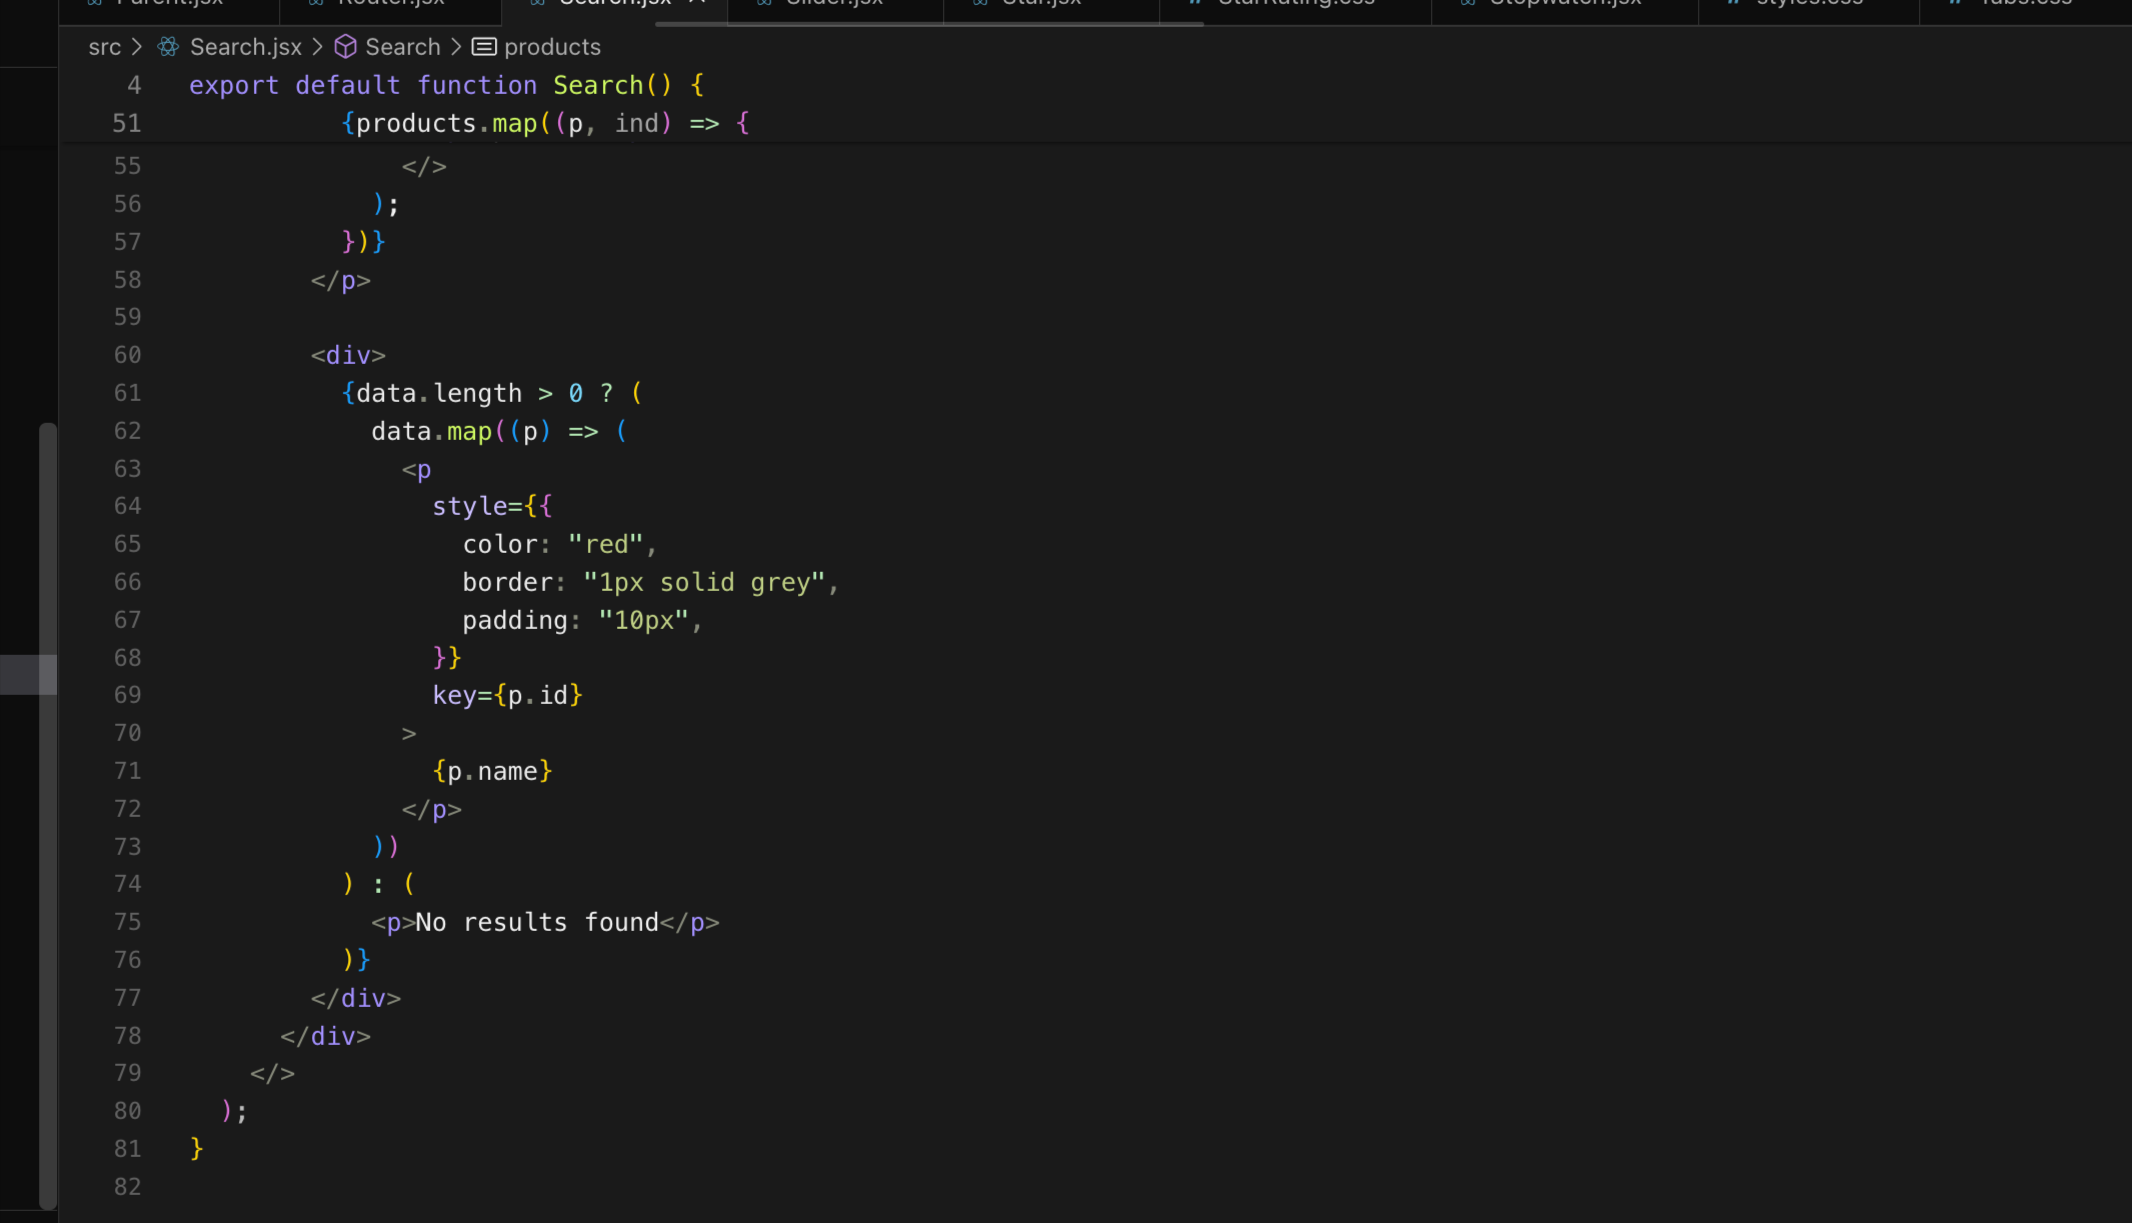 Parent.jsx Router.jsx Search.jsx Slider.jsx Star.jsx StarRating.css Stopwatch.jsx styles.css Tabs.css
src > Search.jsx > Search > products
4 export default function Search() {
51 {products.map((p, ind) => {
55 </>
56 );
57 })}
58 </p>
59
60 <div>
61 {data.length > 0 ? (
62 data.map((p) => (
63 <p
64 style={{
65 color: "red",
66 border: "1px solid grey",
67 padding: "10px",
68 }}
69 key={p.id}
70 >
71 {p.name}
72 </p>
73 ))
74 ) : (
75 <p>No results found</p>
76 )}
77 </div>
78 </div>
79 </>
80 );
81 }
82